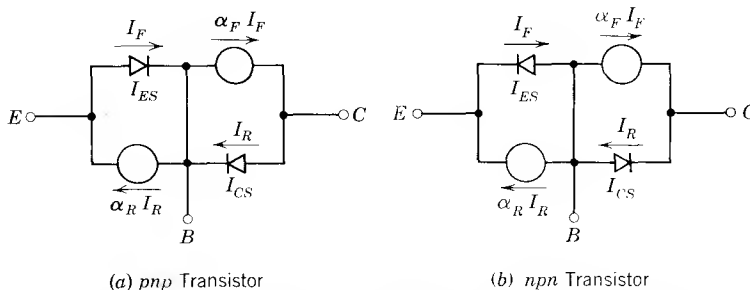 I_F α_F I_F
I_ES
E C
I_R
α_R I_R I_CS
B
(a) pnp Transistor
I_F α_F I_F
I_ES
E C
I_R
α_R I_R I_CS
B
(b) npn Transistor